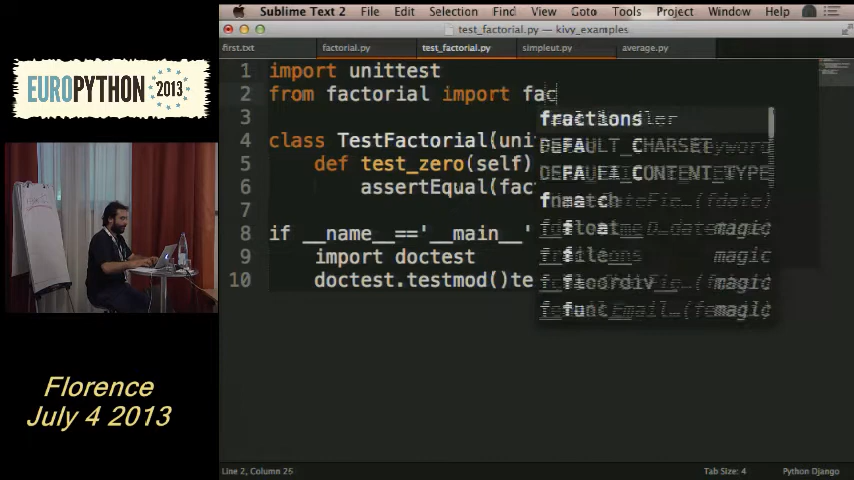 Sublime Text 2 File Edit Selection Find View Goto Tools Project Window Help
test_factorial.py — kivy_examples
first.txt factorial.py test_factorial.py simpleut.py average.py
EUROPYTHON 2013
1 import unittest
2 from factorial import fac
3
4 class TestFactorial(uni
5 def test_zero(self)
6 assertEqual(fac
7
8 if __name__=='__main__'
9 import doctest
10 doctest.testmod()te
fractions
DEFAULT_CHARSET
DEFAULT_CONTENT_TYPE
fnmatch
float magic
magic
floordiv magic
func magic
Florence
July 4 2013
Line 2, Column 25 Tab Size: 4 Python Django